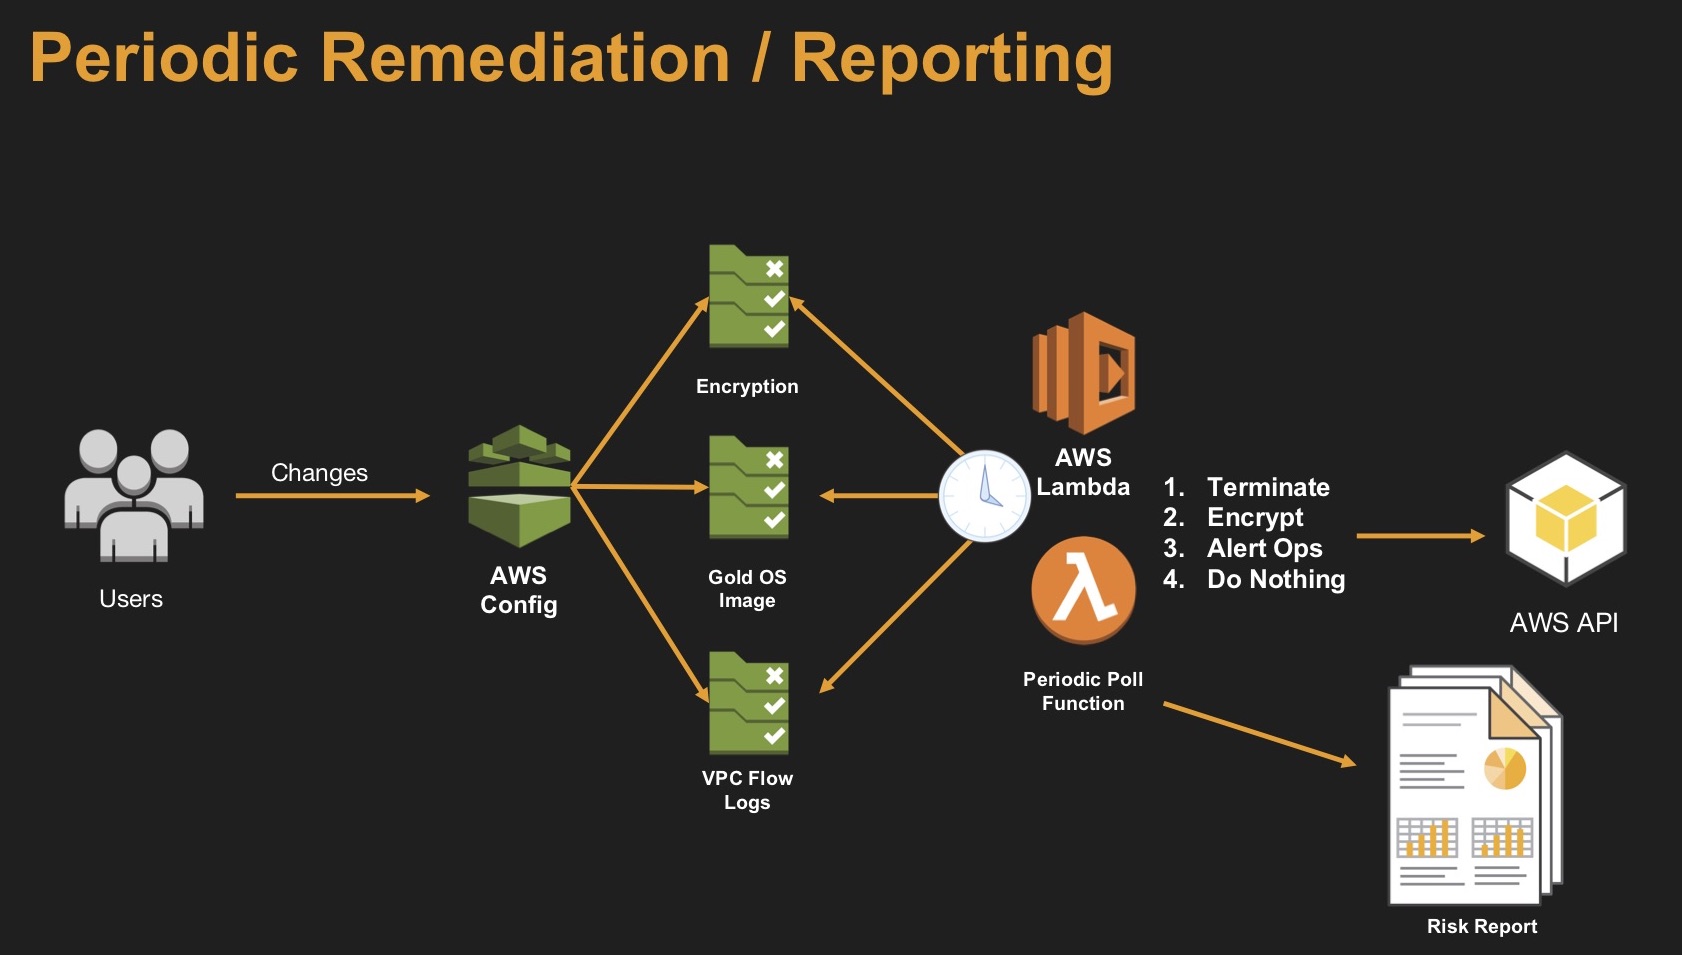 Periodic Remediation / Reporting
Changes
Users
AWS
Config
Encryption
Gold OS
Image
VPC Flow
Logs
AWS
Lambda
Periodic Poll
Function
1. Terminate
2. Encrypt
3. Alert Ops
4. Do Nothing
AWS API
Risk Report